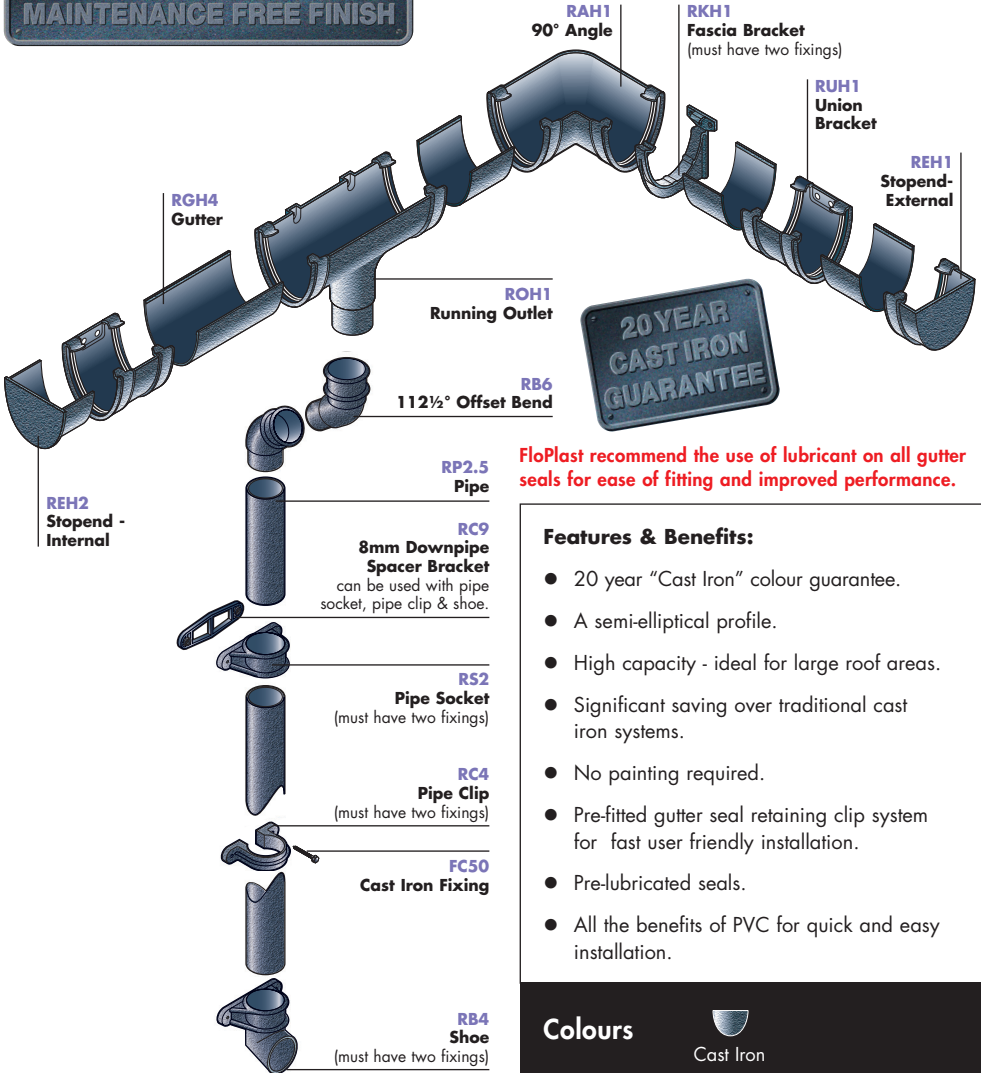 MAINTENANCE FREE FINISH
RAH1
90° Angle
RKH1
Fascia Bracket
(must have two fixings)
RUH1
Union
Bracket
REH1
Stopend-
External
RGH4
Gutter
ROH1
Running Outlet
20 YEAR
CAST IRON
GUARANTEE
RB6
112½° Offset Bend
REH2
Stopend -
Internal
RP2.5
Pipe
RC9
8mm Downpipe
Spacer Bracket
can be used with pipe
socket, pipe clip & shoe.
RS2
Pipe Socket
(must have two fixings)
RC4
Pipe Clip
(must have two fixings)
FC50
Cast Iron Fixing
RB4
Shoe
(must have two fixings)
FloPlast recommend the use of lubricant on all gutter
seals for ease of fitting and improved performance.
Features & Benefits:
● 20 year “Cast Iron” colour guarantee.
● A semi-elliptical profile.
● High capacity - ideal for large roof areas.
● Significant saving over traditional cast
iron systems.
● No painting required.
● Pre-fitted gutter seal retaining clip system
for fast user friendly installation.
● Pre-lubricated seals.
● All the benefits of PVC for quick and easy
installation.
Colours
Cast Iron